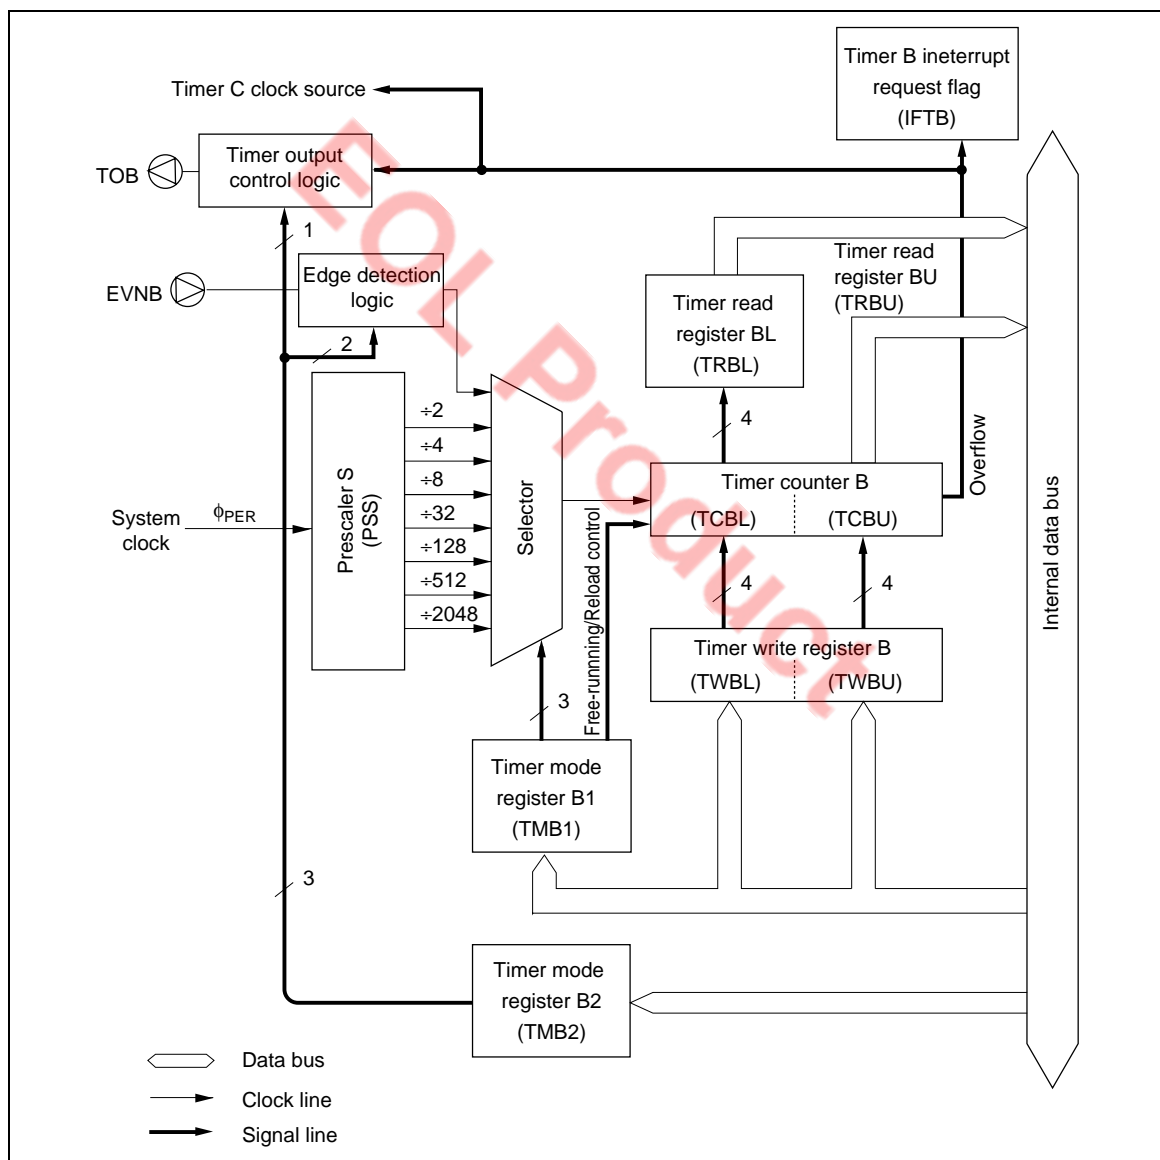 Timer B ineterrupt
request flag
(IFTB)
Timer C clock source
Timer output
control logic
TOB
1
Edge detection
logic
EVNB
2
Timer read
register BL
(TRBL)
Timer read
register BU
(TRBU)
4
Overflow
Internal data bus
Prescaler S
(PSS)
÷2
÷4
÷8
÷32
÷128
÷512
÷2048
Selector
System
clock
ϕPER
Timer counter B
(TCBL)
(TCBU)
4
4
Free-runnning/Reload control
Timer write register B
(TWBL)
(TWBU)
3
Timer mode
register B1
(TMB1)
3
Timer mode
register B2
(TMB2)
Data bus
Clock line
Signal line
EOL Product